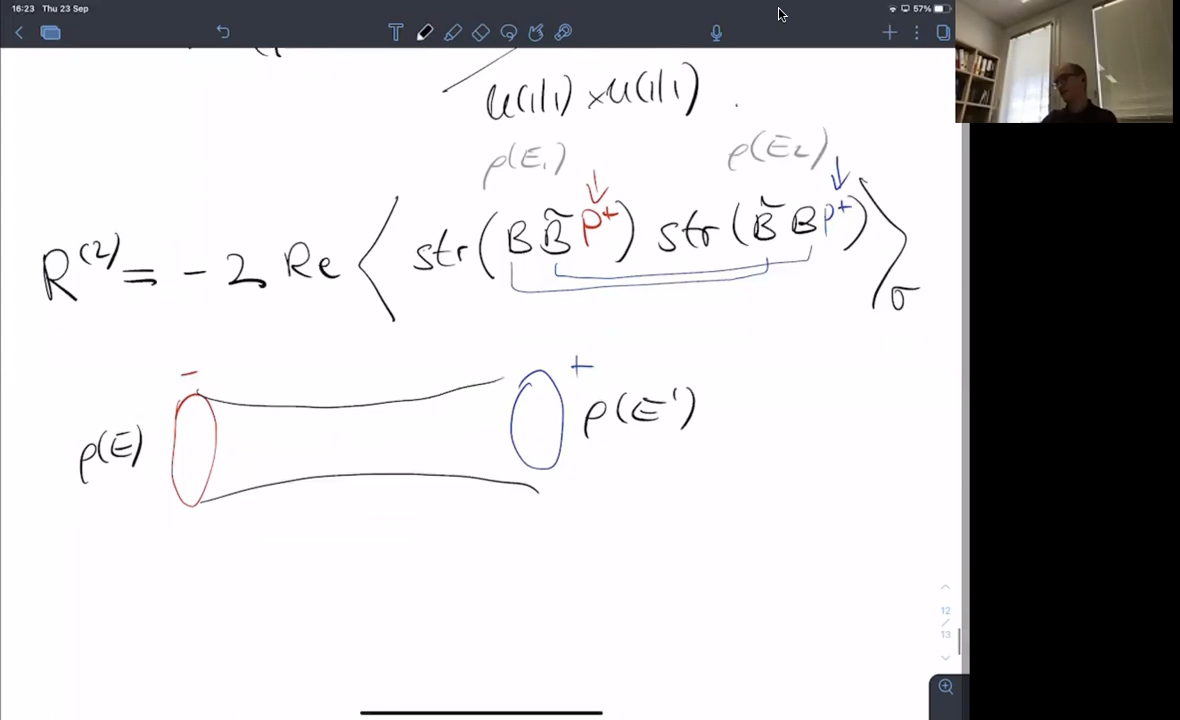 16:23 Thu 23 Sep
57%
T
U(1|1) × U(1|1) .
ρ(E₁) ρ(E₂)
R⁽²⁾ = - 2 Re ⟨ str(B B̃ P⁺) str(B̃ B P⁺) ⟩σ
- +
ρ(E) ρ(E')
12
/
13